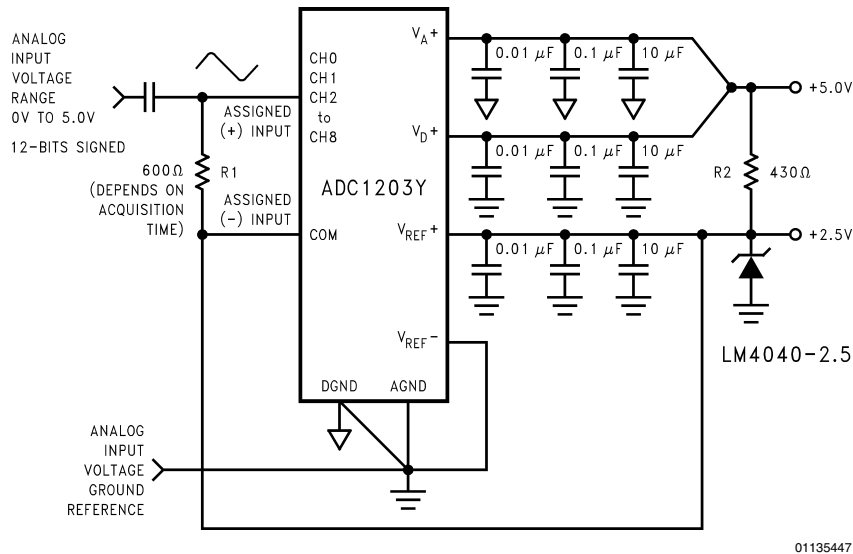 ANALOG
INPUT
VOLTAGE
RANGE
0V TO 5.0V
12-BITS SIGNED
600Ω
(DEPENDS ON
ACQUISITION
TIME)
R1
ASSIGNED
(+) INPUT
ASSIGNED
(−) INPUT
CH0
CH1
CH2
to
CH8
COM
ADC1203Y
VA+
VD+
VREF+
VREF−
DGND
AGND
0.01 μF
0.1 μF
10 μF
0.01 μF
0.1 μF
10 μF
0.01 μF
0.1 μF
10 μF
+5.0V
R2
430Ω
+2.5V
LM4040-2.5
ANALOG
INPUT
VOLTAGE
GROUND
REFERENCE
01135447